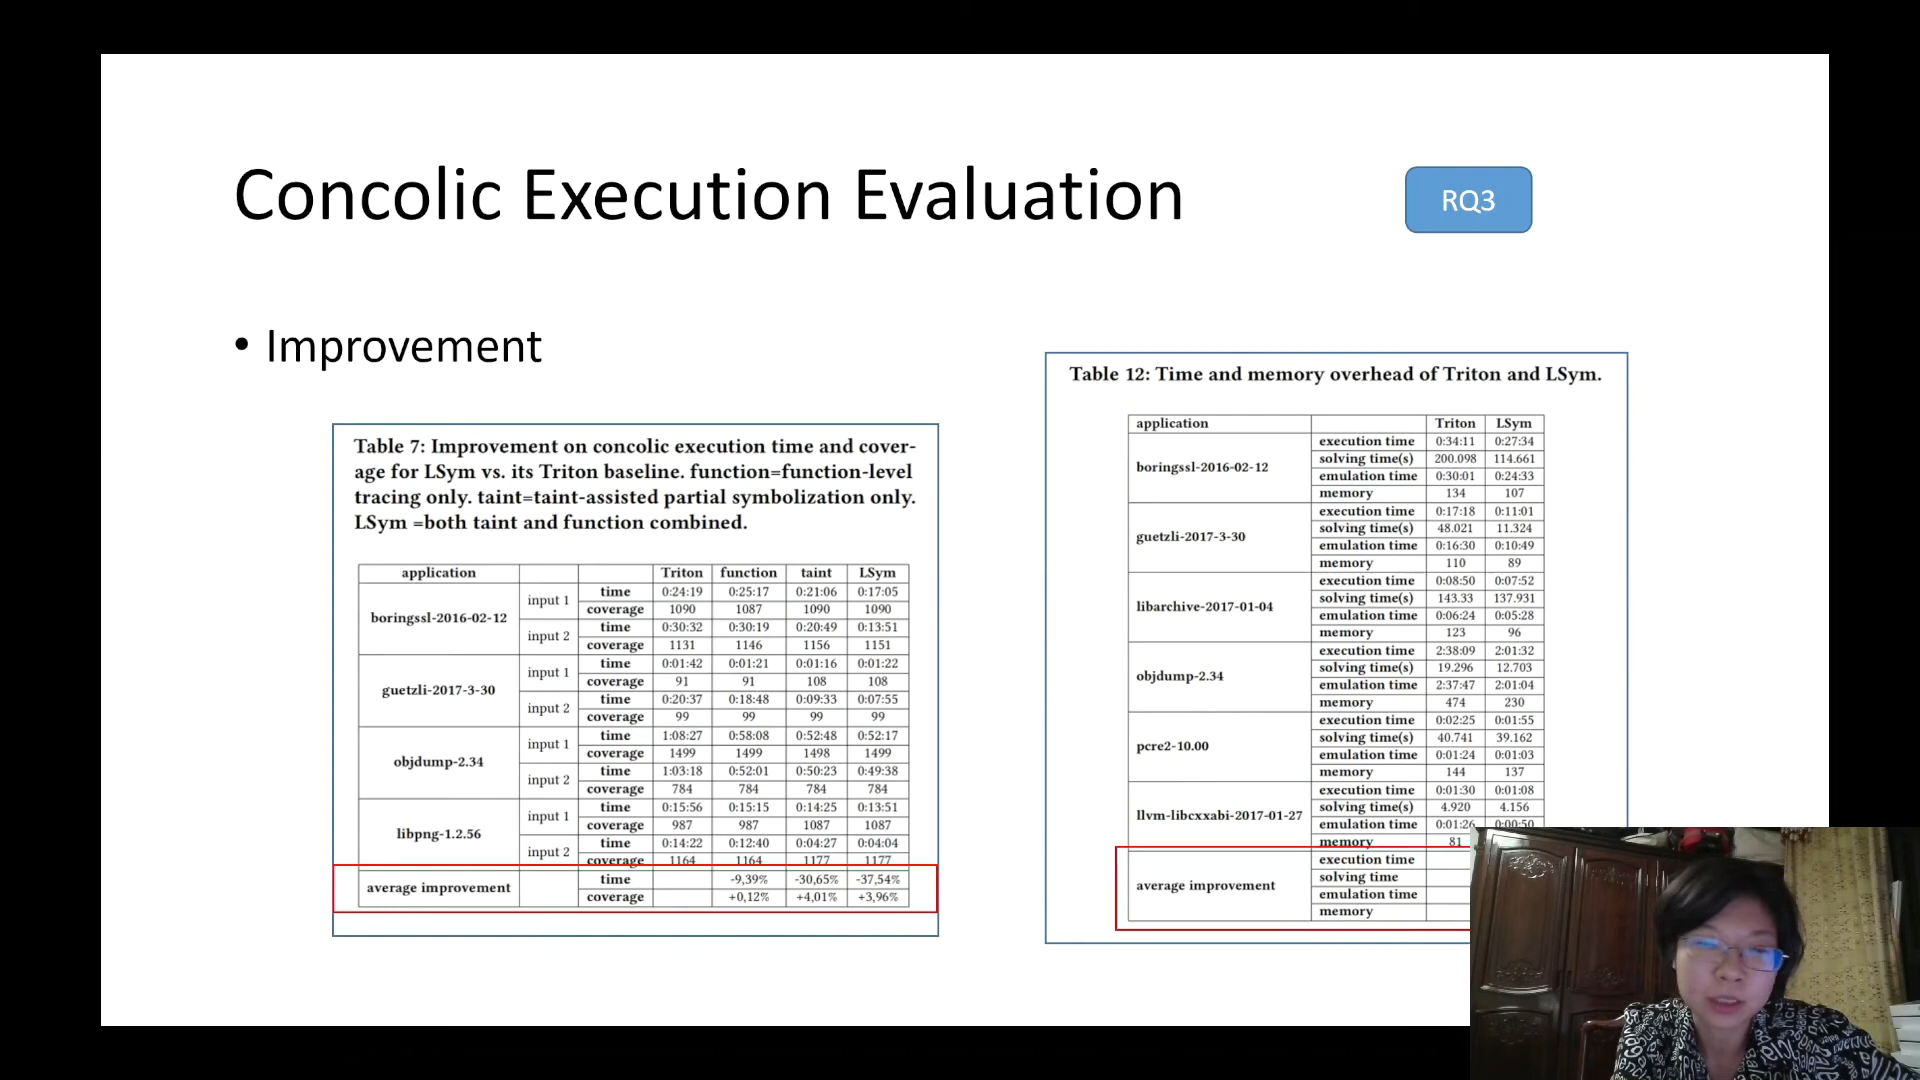 Concolic Execution Evaluation
RQ3
• Improvement
Table 7: Improvement on concolic execution time and cover-
age for LSym vs. its Triton baseline. function=function-level
tracing only. taint=taint-assisted partial symbolization only.
LSym =both taint and function combined.
application Triton function taint LSym
boringssl-2016-02-12 input 1 time 0:24:19 0:25:17 0:21:06 0:17:05
coverage 1090 1087 1090 1090
input 2 time 0:30:32 0:30:19 0:20:49 0:13:51
coverage 1131 1146 1156 1151
guetzli-2017-3-30 input 1 time 0:01:42 0:01:21 0:01:16 0:01:22
coverage 91 91 108 108
input 2 time 0:20:37 0:18:48 0:09:33 0:07:55
coverage 99 99 99 99
objdump-2.34 input 1 time 1:08:27 0:58:08 0:52:48 0:52:17
coverage 1499 1499 1498 1499
input 2 time 1:03:18 0:52:01 0:50:23 0:49:38
coverage 784 784 784 784
libpng-1.2.56 input 1 time 0:15:56 0:15:15 0:14:25 0:13:51
coverage 987 987 1087 1087
input 2 time 0:14:22 0:12:40 0:04:27 0:04:04
coverage 1164 1164 1177 1177
average improvement time -9,39% -30,65% -37,54%
coverage +0,12% +4,01% +3,96%
Table 12: Time and memory overhead of Triton and LSym.
application Triton LSym
boringssl-2016-02-12 execution time 0:34:11 0:27:34
solving time(s) 200.098 114.661
emulation time 0:30:01 0:24:33
memory 134 107
guetzli-2017-3-30 execution time 0:17:18 0:11:01
solving time(s) 48.021 11.324
emulation time 0:16:30 0:10:49
memory 110 89
libarchive-2017-01-04 execution time 0:08:50 0:07:52
solving time(s) 143.33 137.931
emulation time 0:06:24 0:05:28
memory 123 96
objdump-2.34 execution time 2:38:09 2:01:32
solving time(s) 19.296 12.703
emulation time 2:37:47 2:01:04
memory 474 230
pcre2-10.00 execution time 0:02:25 0:01:55
solving time(s) 40.741 39.162
emulation time 0:01:24 0:01:03
memory 144 137
llvm-libcxxabi-2017-01-27 execution time 0:01:30 0:01:08
solving time(s) 4.920 4.156
emulation time 0:01:26 0:00:50
memory 81
average improvement execution time
solving time
emulation time
memory